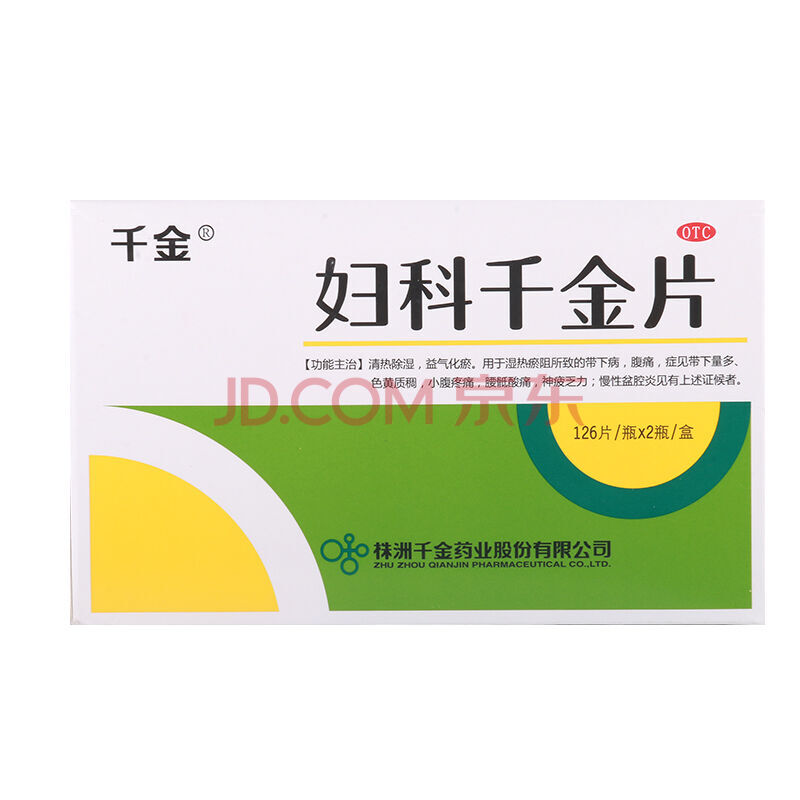 千金®
OTC
妇科千金片
【功能主治】清热除湿，益气化瘀。用于湿热瘀阻所致的带下病，腹痛，症见带下量多、
色黄质稠，小腹疼痛，腰骶酸痛，神疲乏力；慢性盆腔炎见有上述证候者。
JD.COM 京东
126片/瓶x2瓶/盒
株洲千金药业股份有限公司
ZHU ZHOU QIANJIN PHARMACEUTICAL CO.,LTD.